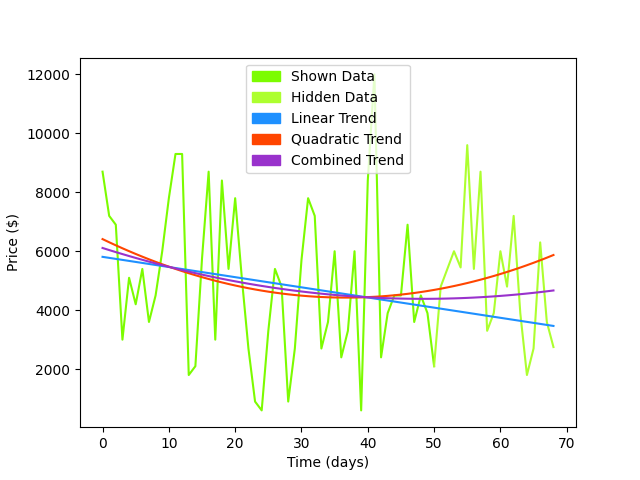 12000
10000
8000
6000
4000
2000
Price ($)
Shown Data
Hidden Data
Linear Trend
Quadratic Trend
Combined Trend
0 10 20 30 40 50 60 70
Time (days)